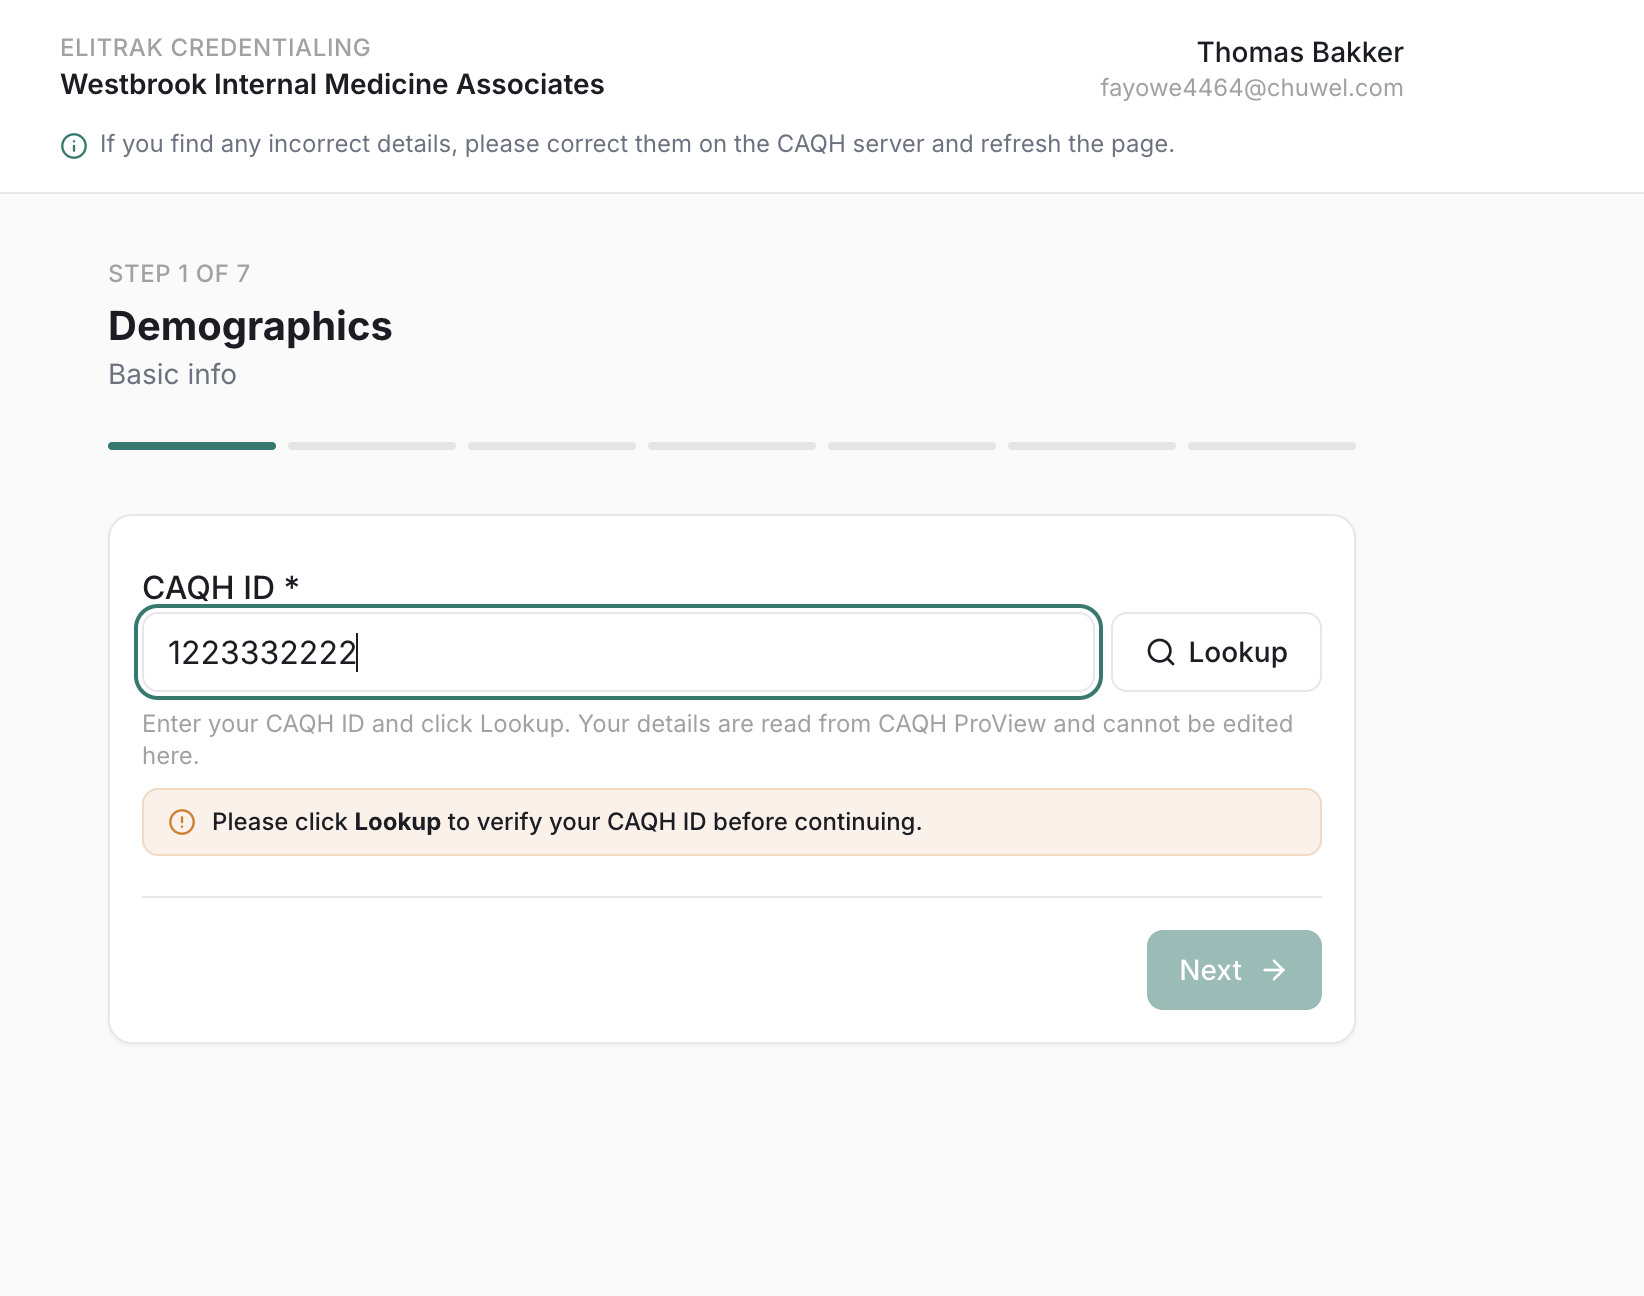 ELITRAK CREDENTIALING
Westbrook Internal Medicine Associates
Thomas Bakker
fayowe4464@chuwel.com
If you find any incorrect details, please correct them on the CAQH server and refresh the page.
STEP 1 OF 7
Demographics
Basic info
CAQH ID *
1223332222
Lookup
Enter your CAQH ID and click Lookup. Your details are read from CAQH ProView and cannot be edited
here.
Please click Lookup to verify your CAQH ID before continuing.
Next